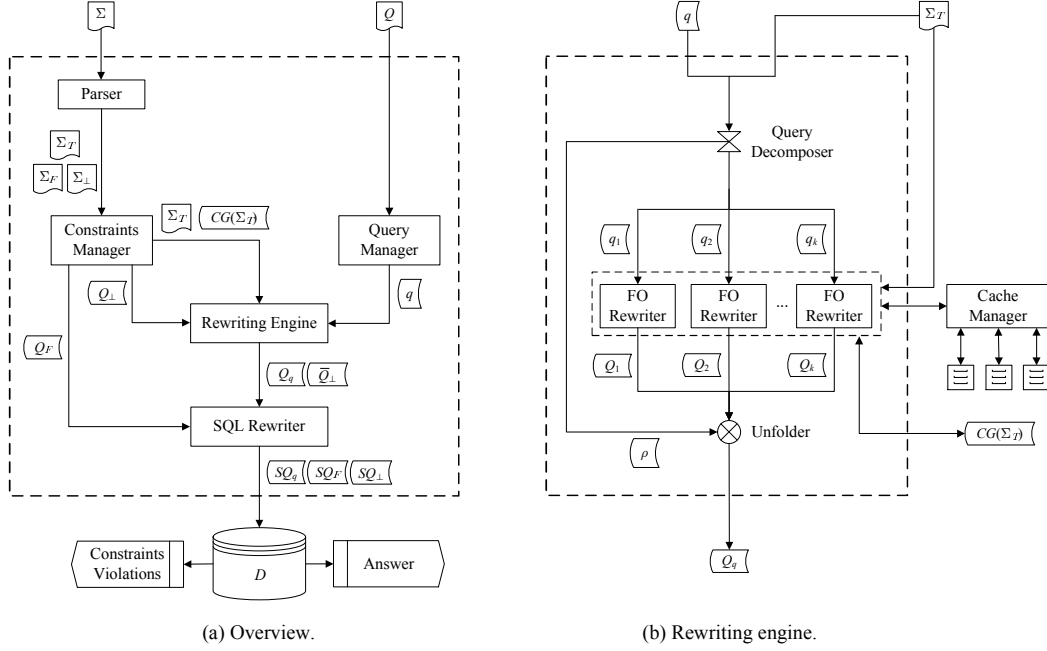 Σ
Q
Parser
Σ_T
Σ_F Σ_⊥
Constraints
Manager
Σ_T CG(Σ_T)
Query
Manager
Q_⊥
q
Rewriting Engine
Q_F
Q_q Q̅_⊥
SQL Rewriter
SQ_q SQ_F SQ_⊥
Constraints
Violations
D
Answer
(a) Overview.
q
Σ_T
Query
Decomposer
q_1 q_2 q_k
FO
Rewriter
FO
Rewriter
...
FO
Rewriter
Cache
Manager
Q_1 Q_2 Q_k
Unfolder
CG(Σ_T)
ρ
Q_q
(b) Rewriting engine.